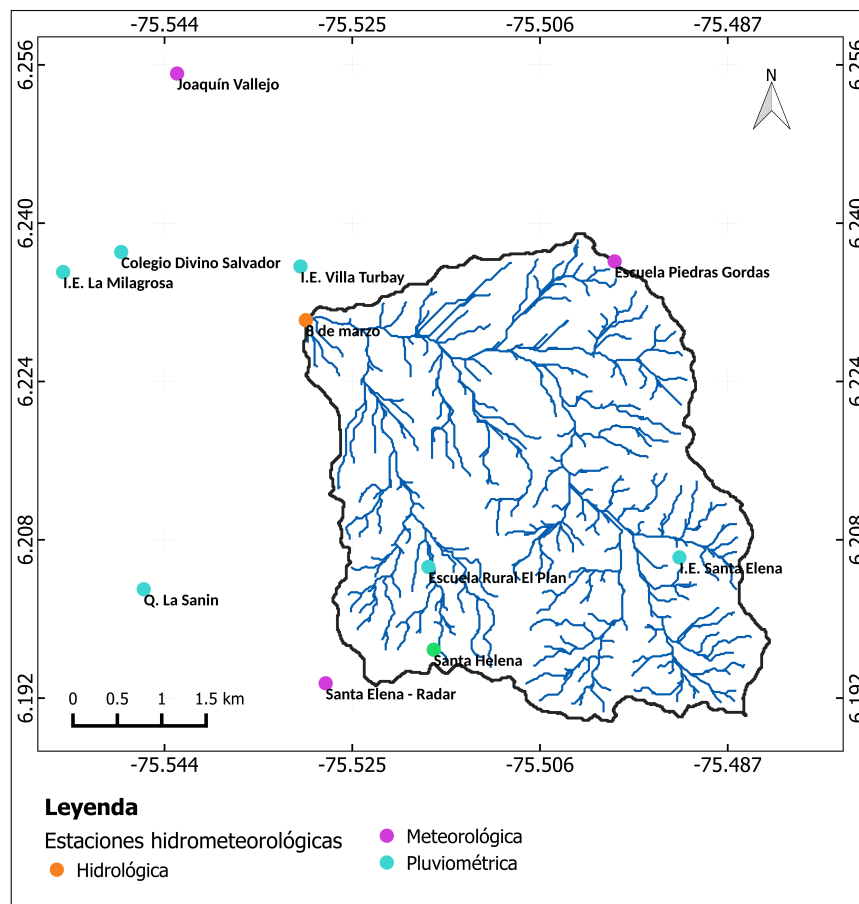 -75.544 -75.525 -75.506 -75.487
6.256 6.256
N
Joaquín Vallejo
6.240 6.240
Colegio Divino Salvador
I.E. La Milagrosa
I.E. Villa Turbay
Escuela Piedras Gordas
8 de marzo
6.224 6.224
6.208 6.208
Escuela Rural El Plan
I.E. Santa Elena
Q. La Sanin
Santa Helena
Santa Elena - Radar
6.192 6.192
0 0.5 1 1.5 km
-75.544 -75.525 -75.506 -75.487
Leyenda
Estaciones hidrometeorológicas
Hidrológica
Meteorológica
Pluviométrica